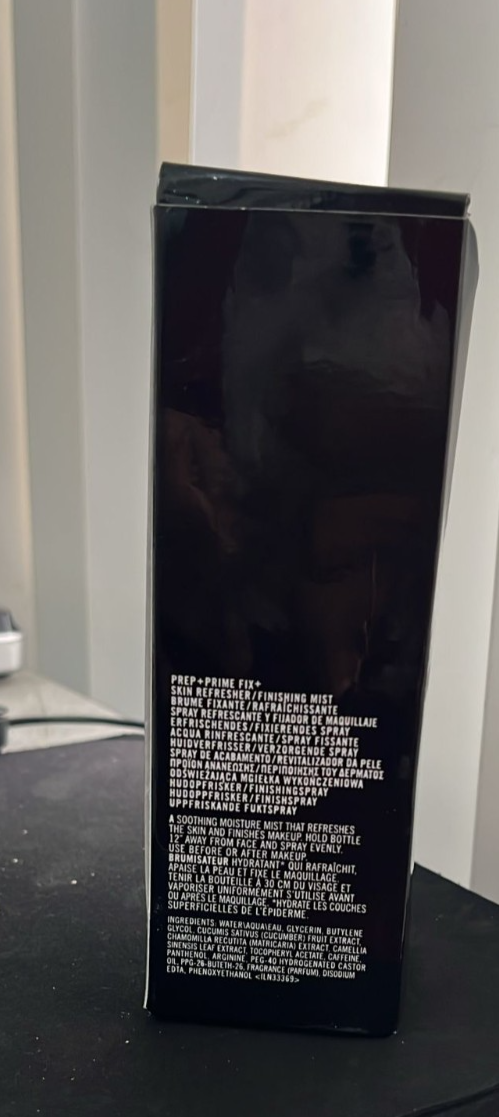 PREP+PRIME FIX+
SKIN REFRESHER/FINISHING MIST
BRUME FIXANTE/RAFRAÎCHISSANTE
SPRAY REFRESCANTE Y FIJADOR DE MAQUILLAJE
ERFRISCHENDES/FIXIERENDES SPRAY
ACQUA RINFRESCANTE/SPRAY FISSANTE
HUIDVERFRISSER/VERZORGENDE SPRAY
SPRAY DE ACABAMENTO/REVITALIZADOR DA PELE
ΠΡΟΪΟΝ ΑΝΑΝΕΩΣΗΣ/ΠΕΡΙΠΟΙΗΣΗΣ ΤΟΥ ΔΕΡΜΑΤΟΣ
ODŚWIEŻAJĄCA MGIEŁKA WYKOŃCZENIOWA
HUDOPFRISKER/FINISHINGSPRAY
HUDOPPFRISKER/FINISHSPRAY
UPPFRISKANDE FUKTSPRAY
A SOOTHING MOISTURE MIST THAT REFRESHES
THE SKIN AND FINISHES MAKEUP. HOLD BOTTLE
12" AWAY FROM FACE AND SPRAY EVENLY.
USE BEFORE OR AFTER MAKEUP.
BRUMISATEUR HYDRATANT* QUI RAFRAÎCHIT,
APAISE LA PEAU ET FIXE LE MAQUILLAGE.
TENIR LA BOUTEILLE À 30 CM DU VISAGE ET
VAPORISER UNIFORMÉMENT. S'UTILISE AVANT
OU APRÈS LE MAQUILLAGE. *HYDRATE LES COUCHES
SUPERFICIELLES DE L'ÉPIDERME.
INGREDIENTS: WATER\AQUA\EAU, GLYCERIN, BUTYLENE
GLYCOL, CUCUMIS SATIVUS (CUCUMBER) FRUIT EXTRACT,
CHAMOMILLA RECUTITA (MATRICARIA) EXTRACT, CAMELLIA
SINENSIS LEAF EXTRACT, TOCOPHERYL ACETATE, CAFFEINE,
PANTHENOL, ARGININE, PEG-40 HYDROGENATED CASTOR
OIL, PPG-26-BUTETH-26, FRAGRANCE (PARFUM), DISODIUM
EDTA, PHENOXYETHANOL <ILN33369>